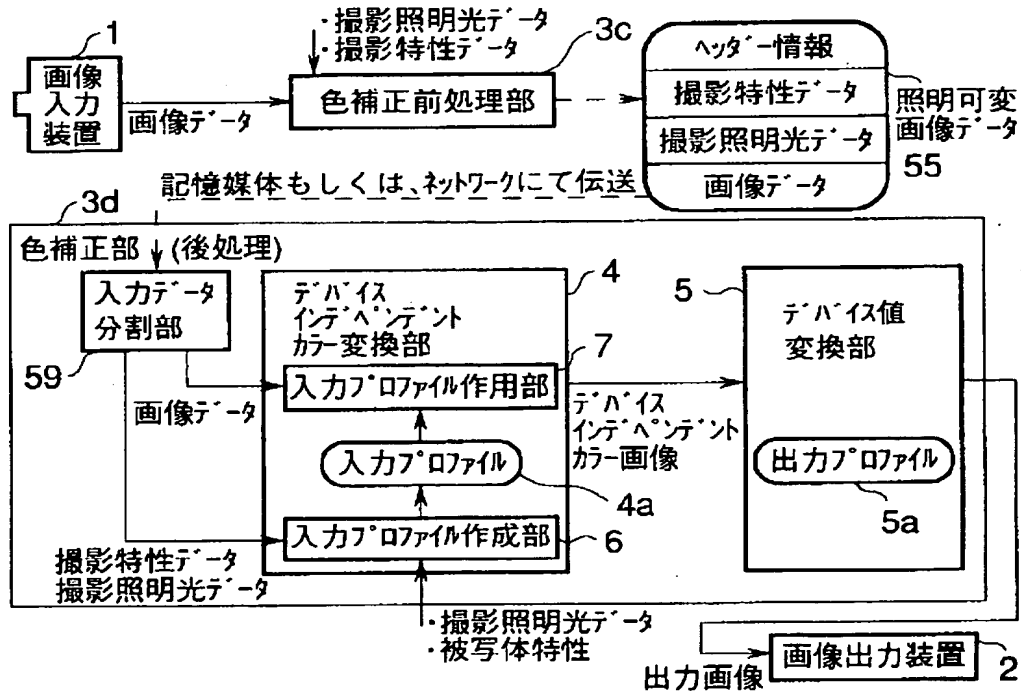 1
画像
入力
装置
画像データ
・撮影照明光データ
・撮影特性データ
3c
色補正前処理部
ヘッダー情報
撮影特性データ
撮影照明光データ
画像データ
照明可変
画像データ
55
記憶媒体もしくは、ネットワークにて伝送
3d
色補正部 (後処理)
入力データ
分割部
59
画像データ
撮影特性データ
撮影照明光データ
4
デバイス
インデペンデント
カラー変換部
7
入力プロファイル作用部
入力プロファイル
4a
入力プロファイル作成部
6
・撮影照明光データ
・被写体特性
デバイス
インデペンデント
カラー画像
5
デバイス値
変換部
出力プロファイル
5a
出力画像
画像出力装置
2